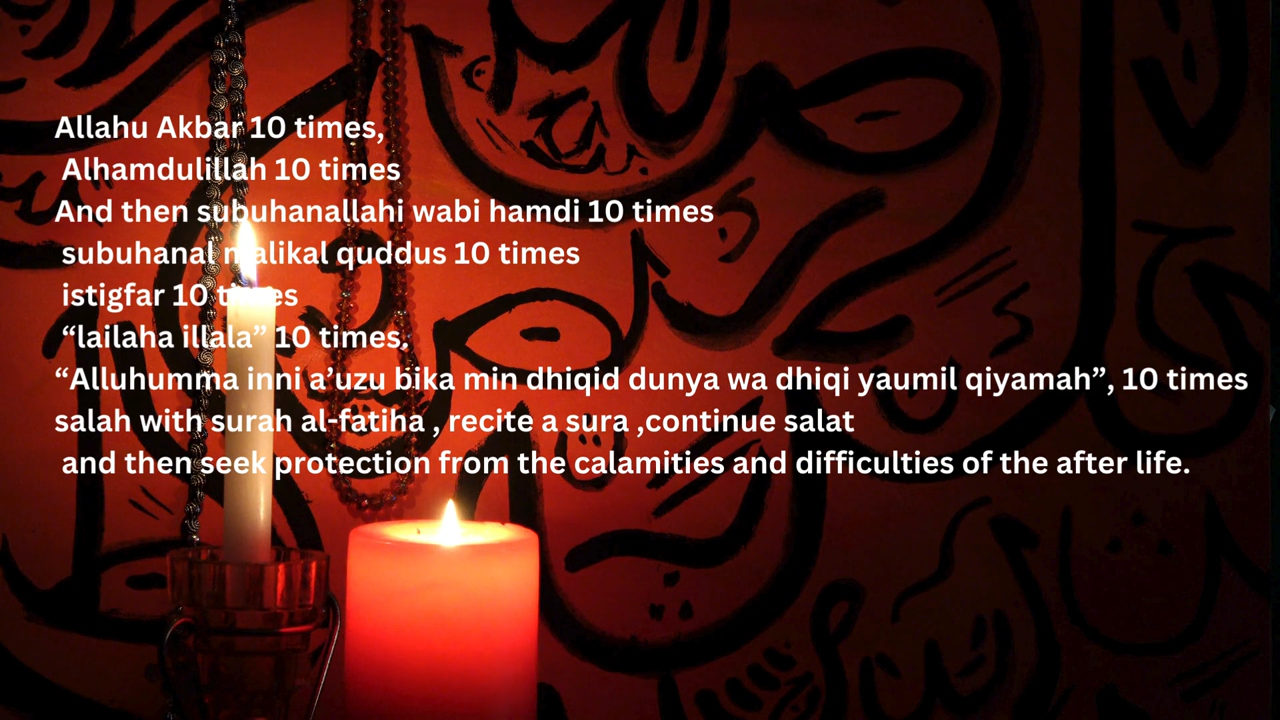 Allahu Akbar 10 times,
Alhamdulillah 10 times
And then subuhanallahi wabi hamdi 10 times
subuhanal malikal quddus 10 times
istigfar 10 times
“lailaha illala” 10 times.
“Alluhumma inni a’uzu bika min dhiqid dunya wa dhiqi yaumil qiyamah”, 10 times
salah with surah al-fatiha , recite a sura ,continue salat
and then seek protection from the calamities and difficulties of the after life.